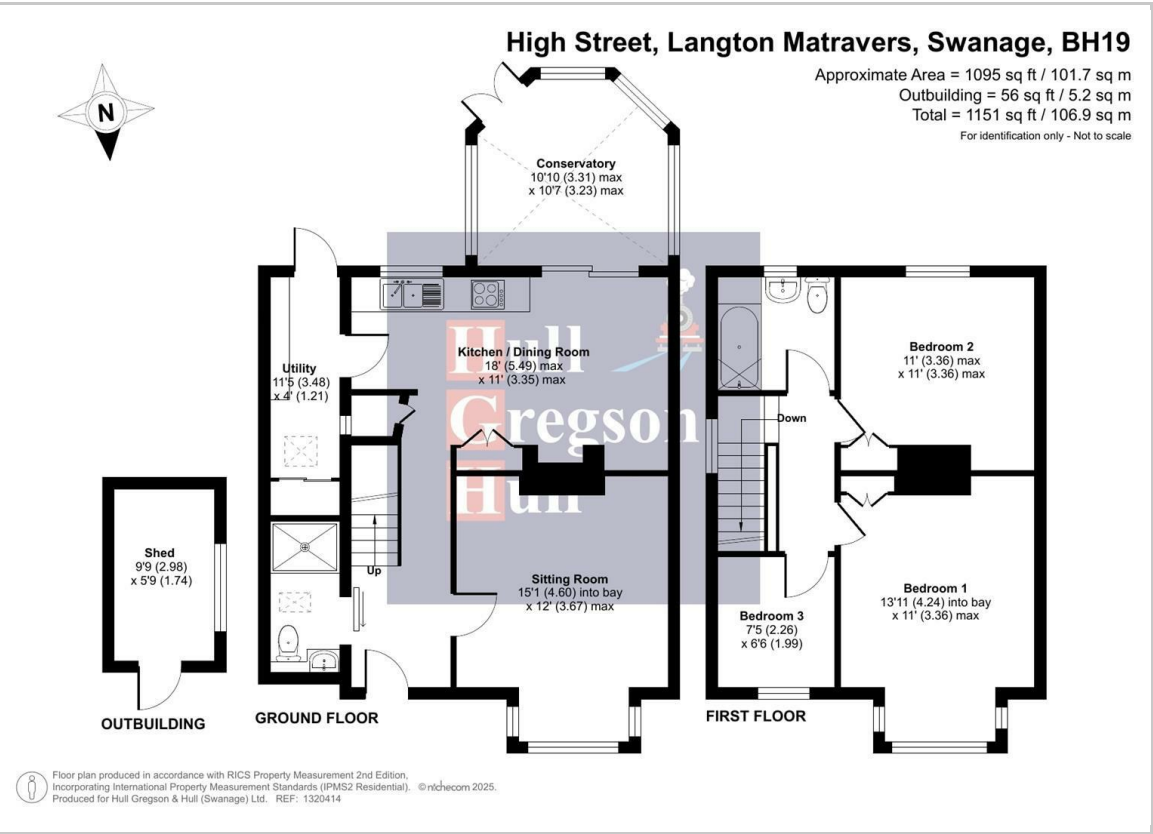 High Street, Langton Matravers, Swanage, BH19
Approximate Area = 1095 sq ft / 101.7 sq m
Outbuilding = 56 sq ft / 5.2 sq m
Total = 1151 sq ft / 106.9 sq m
For identification only - Not to scale
N
Conservatory
10'10 (3.31) max
x 10'7 (3.23) max
Kitchen / Dining Room
18' (5.49) max
x 11' (3.35) max
Utility
11'5 (3.48)
x 4' (1.21)
Hull
Gregson
Hull
Up
Sitting Room
15'1 (4.60) into bay
x 12' (3.67) max
Shed
9'9 (2.98)
x 5'9 (1.74)
Bedroom 2
11' (3.36) max
x 11' (3.36) max
Down
Bedroom 1
13'11 (4.24) into bay
x 11' (3.36) max
Bedroom 3
7'5 (2.26)
x 6'6 (1.99)
OUTBUILDING
GROUND FLOOR
FIRST FLOOR
Floor plan produced in accordance with RICS Property Measurement 2nd Edition,
Incorporating International Property Measurement Standards (IPMS2 Residential). © nichecom 2025.
Produced for Hull Gregson & Hull (Swanage) Ltd. REF: 1320414